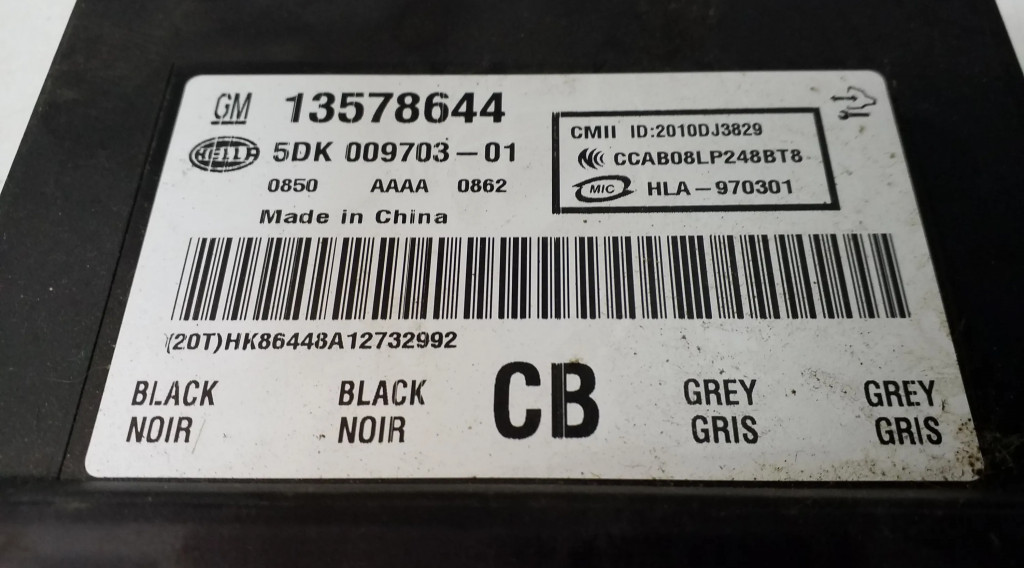 GM 13578644
HELLA 5DK 009703-01
0850 AAAA 0862
Made in China
CMII ID:2010DJ3829
CCC CCAB08LP248BT8
MIC HLA-970301
(20T)HK86448A12732992
BLACK BLACK CB GREY GREY
NOIR NOIR GRIS GRIS